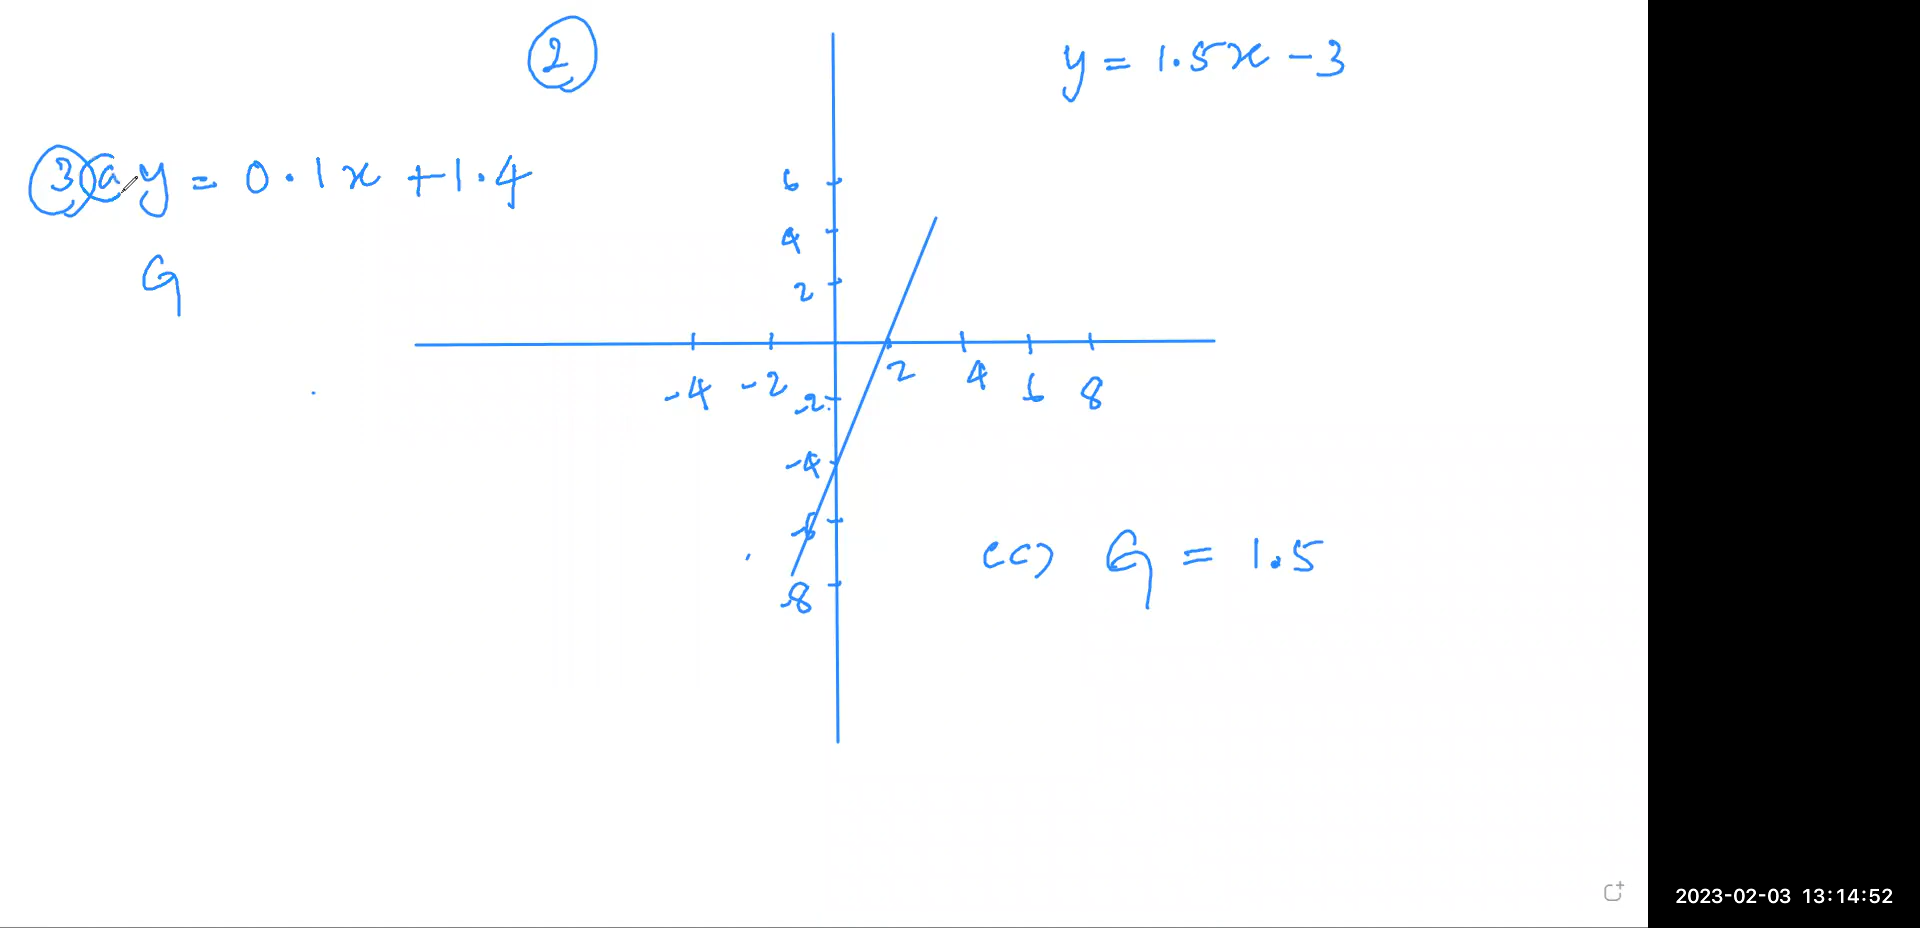 2
y = 1.5x - 3
3 a y = 0.1x + 1.4
G
6
4
2
-4 -2 2 4 6 8
-2
-4
-6
-8
(c) G = 1.5
2023-02-03 13:14:52